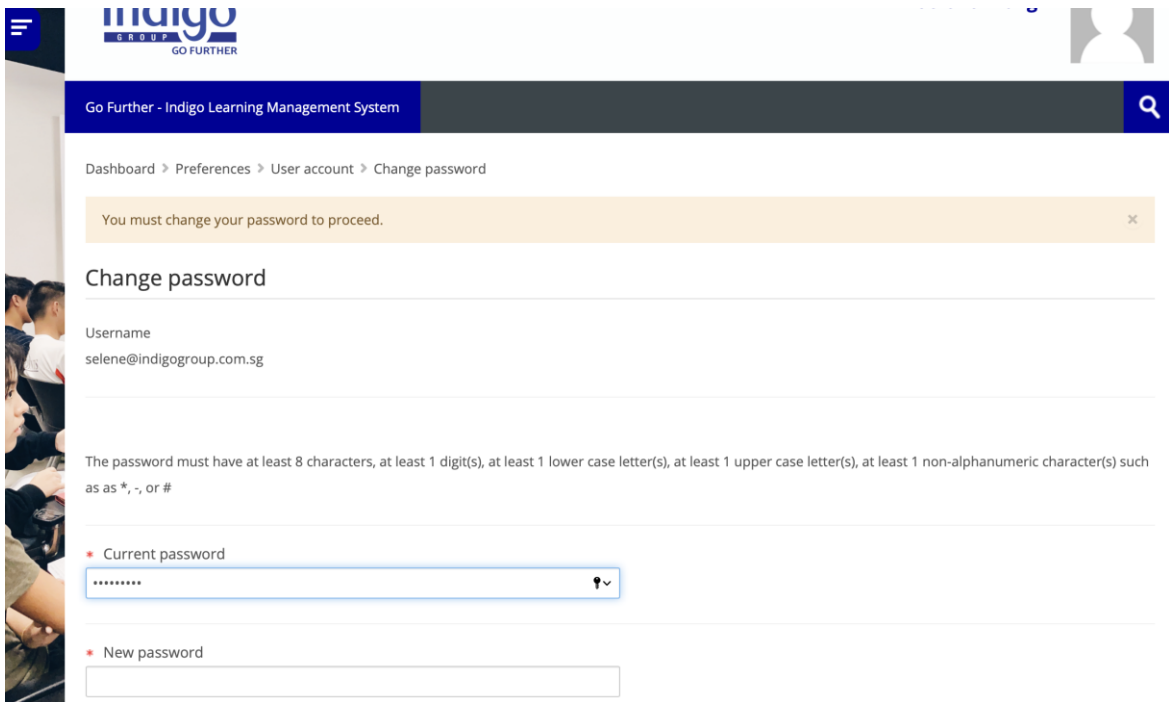 Indigo
GROUP
GO FURTHER
Go Further - Indigo Learning Management System
Dashboard > Preferences > User account > Change password
You must change your password to proceed.
×
Change password
Username
selene@indigogroup.com.sg
The password must have at least 8 characters, at least 1 digit(s), at least 1 lower case letter(s), at least 1 upper case letter(s), at least 1 non-alphanumeric character(s) such
as as *, -, or #
* Current password
•••••••••
* New password